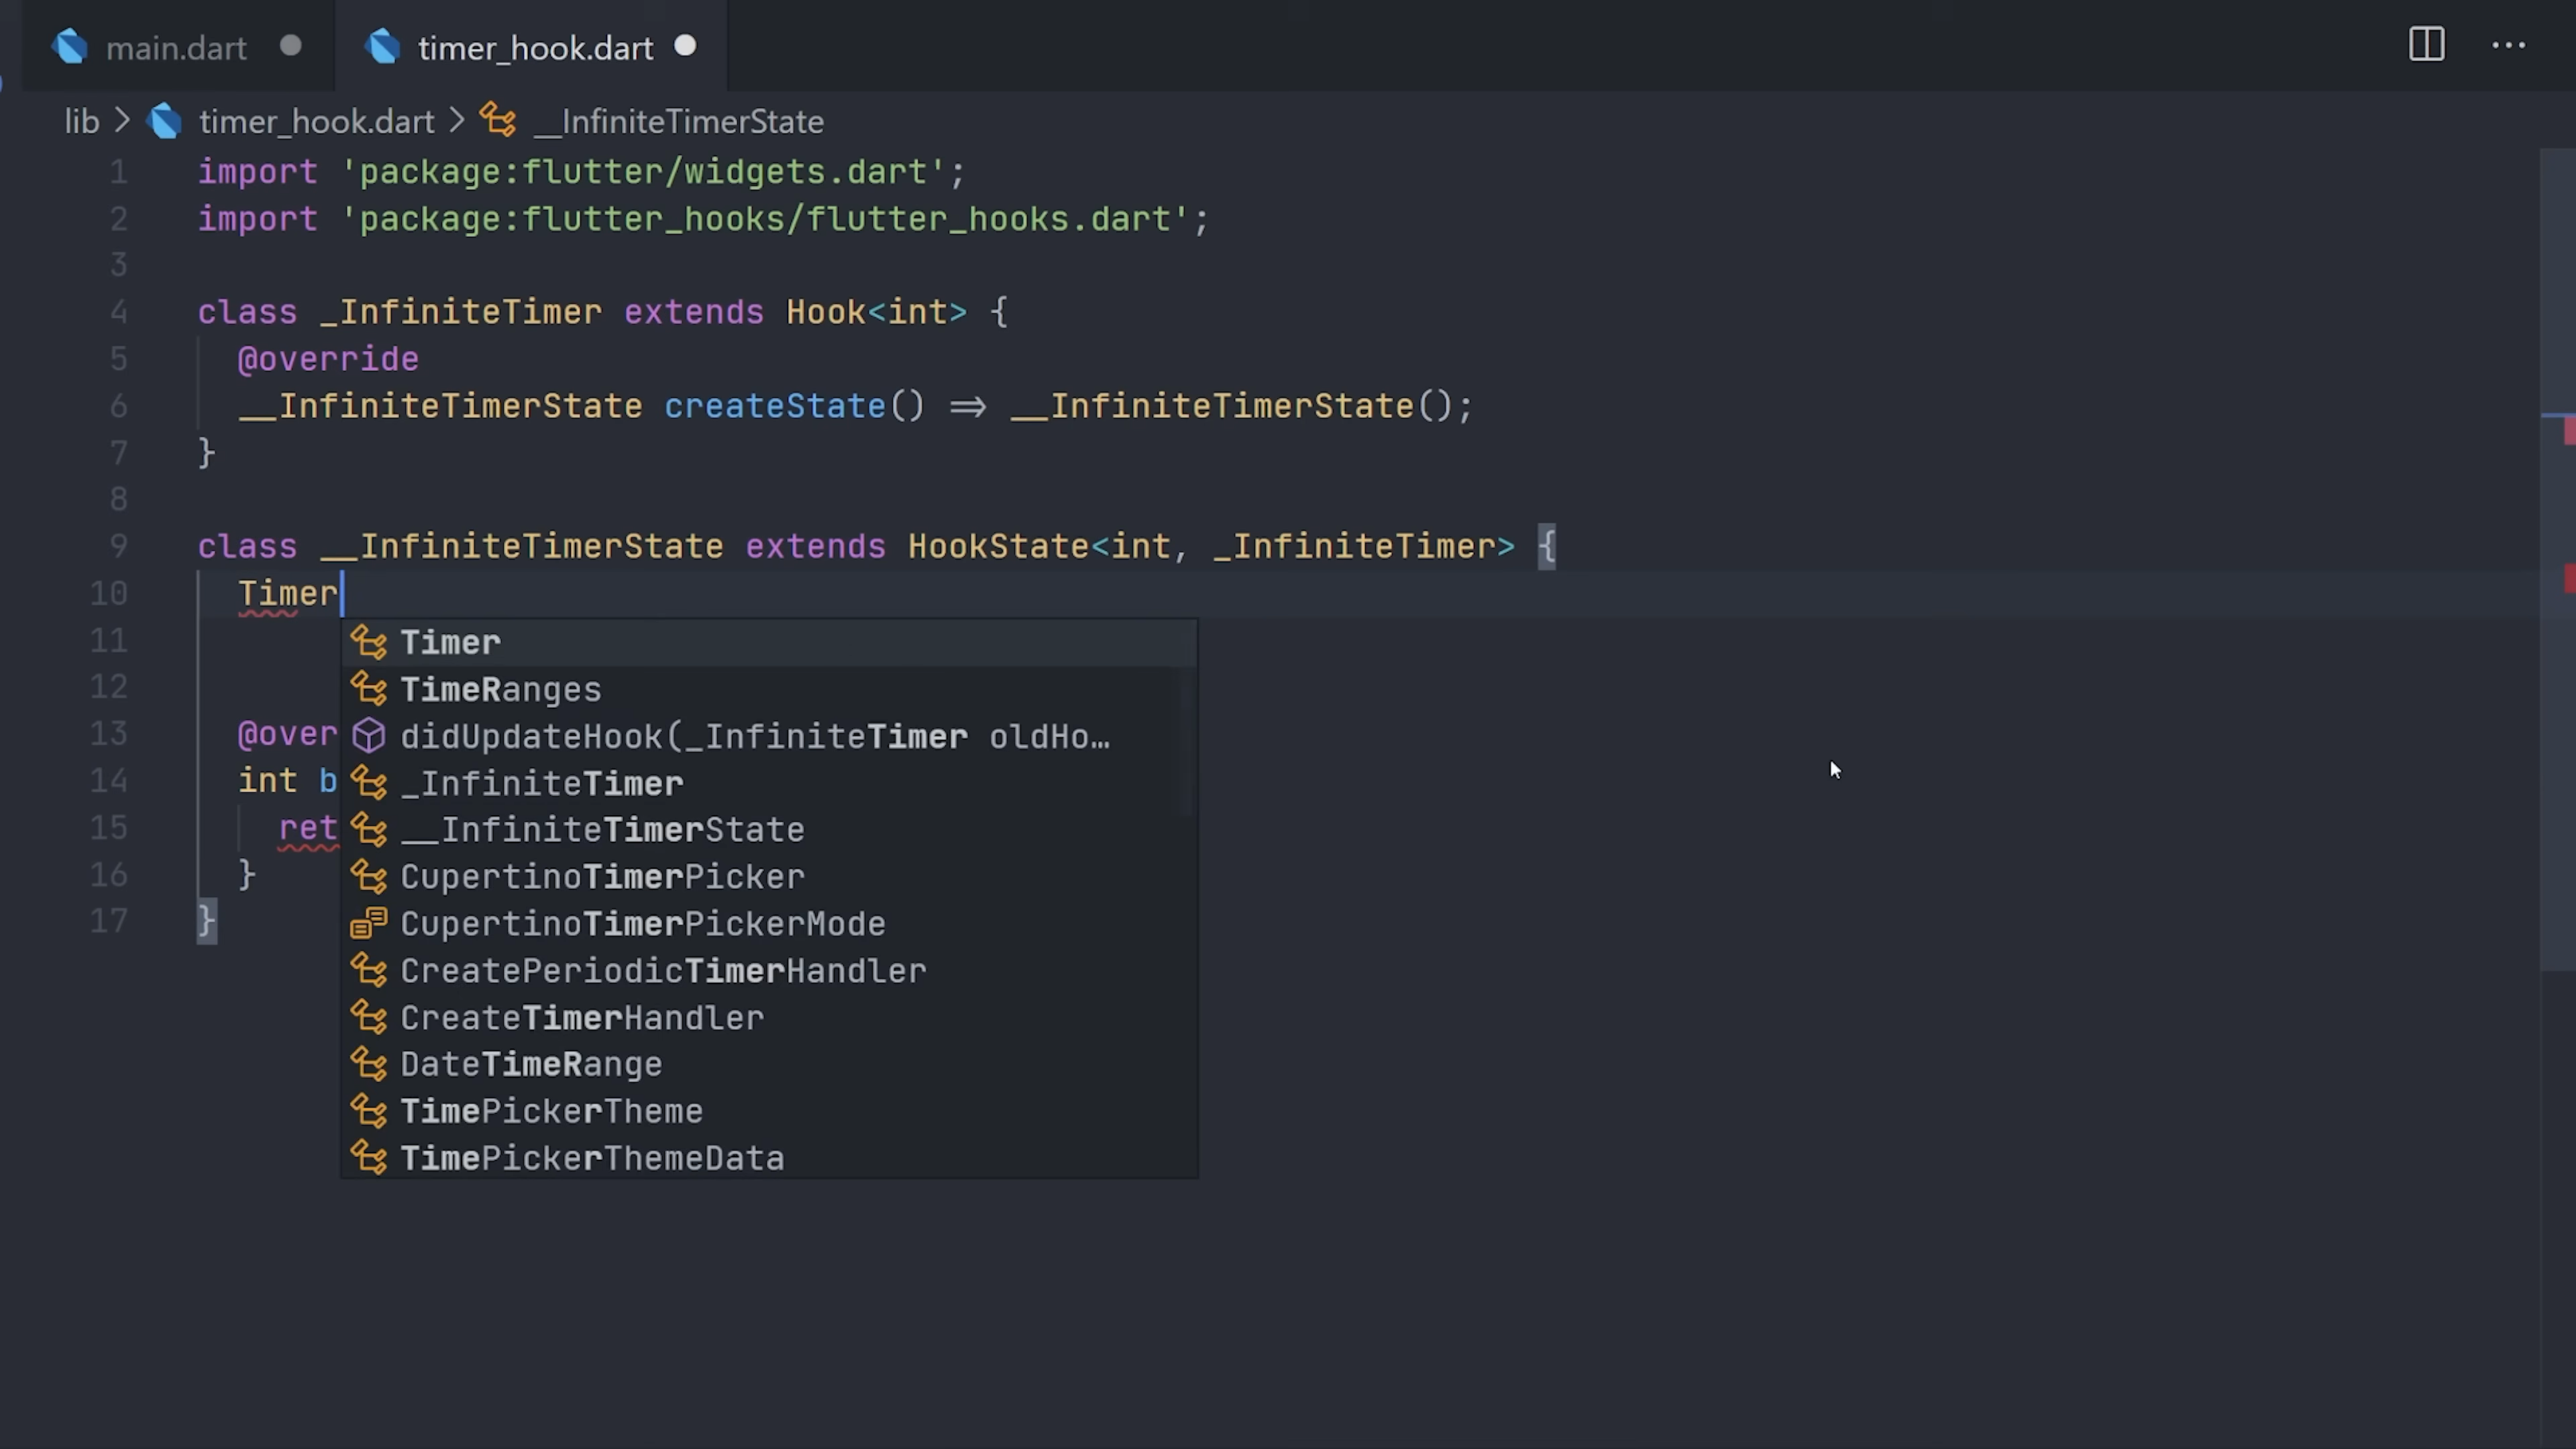 main.dart
timer_hook.dart
lib > timer_hook.dart > __InfiniteTimerState
1 import 'package:flutter/widgets.dart';
2 import 'package:flutter_hooks/flutter_hooks.dart';
3
4 class _InfiniteTimer extends Hook<int> {
5 @override
6 __InfiniteTimerState createState() => __InfiniteTimerState();
7 }
8
9 class __InfiniteTimerState extends HookState<int, _InfiniteTimer> {
10 Timer
11
12
13 @over
14 int b
15 ret
16 }
17 }
Timer
TimeRanges
didUpdateHook(_InfiniteTimer oldHo…
_InfiniteTimer
__InfiniteTimerState
CupertinoTimerPicker
CupertinoTimerPickerMode
CreatePeriodicTimerHandler
CreateTimerHandler
DateTimeRange
TimePickerTheme
TimePickerThemeData